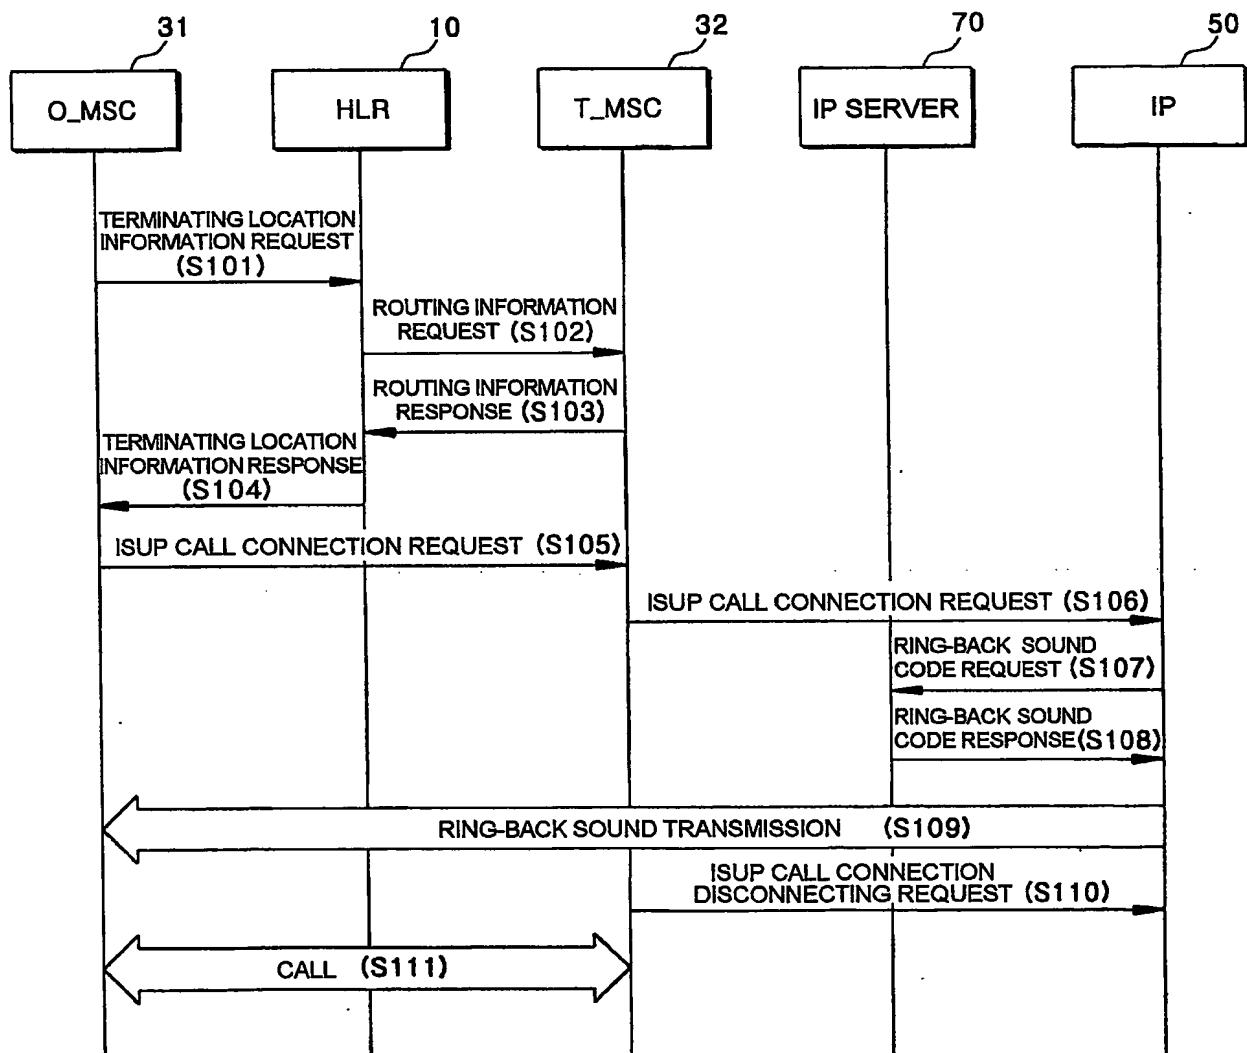 31
10
32
70
50
O_MSC
HLR
T_MSC
IP SERVER
IP
TERMINATING LOCATION
INFORMATION REQUEST
(S101)
ROUTING INFORMATION
REQUEST (S102)
ROUTING INFORMATION
RESPONSE (S103)
TERMINATING LOCATION
INFORMATION RESPONSE
(S104)
ISUP CALL CONNECTION REQUEST (S105)
ISUP CALL CONNECTION REQUEST (S106)
RING-BACK SOUND
CODE REQUEST (S107)
RING-BACK SOUND
CODE RESPONSE(S108)
RING-BACK SOUND TRANSMISSION (S109)
ISUP CALL CONNECTION
DISCONNECTING REQUEST (S110)
CALL (S111)